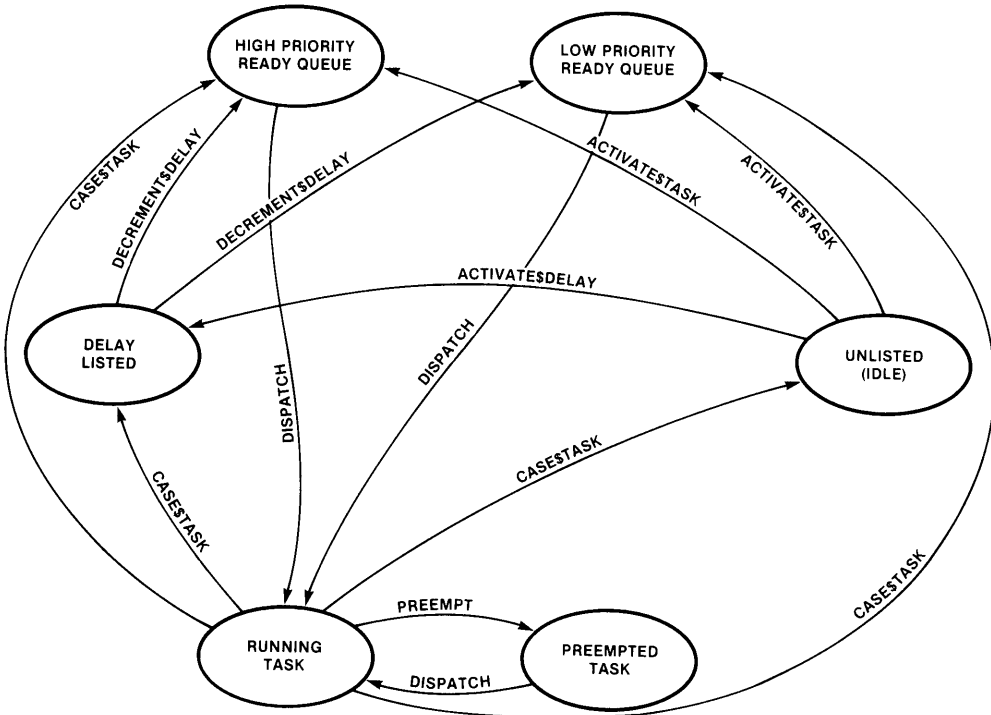 HIGH PRIORITY
READY QUEUE
LOW PRIORITY
READY QUEUE
CASE$TASK
DECREMENT$DELAY
DECREMENT$DELAY
ACTIVATE$TASK
ACTIVATE$TASK
ACTIVATE$DELAY
DELAY
LISTED
UNLISTED
(IDLE)
DISPATCH
DISPATCH
CASE$TASK
CASE$TASK
CASE$TASK
PREEMPT
RUNNING
TASK
PREEMPTED
TASK
DISPATCH